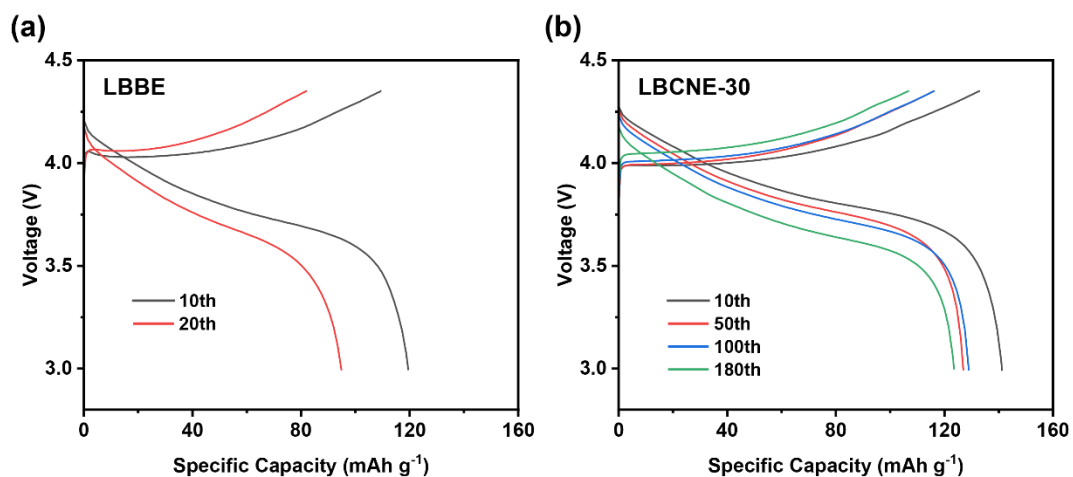 (a)
LBBE
4.5
4.0
3.5
3.0
Voltage (V)
10th
20th
0 40 80 120 160
Specific Capacity (mAh g⁻¹)
(b)
LBCNE-30
4.5
4.0
3.5
3.0
Voltage (V)
10th
50th
100th
180th
0 40 80 120 160
Specific Capacity (mAh g⁻¹)